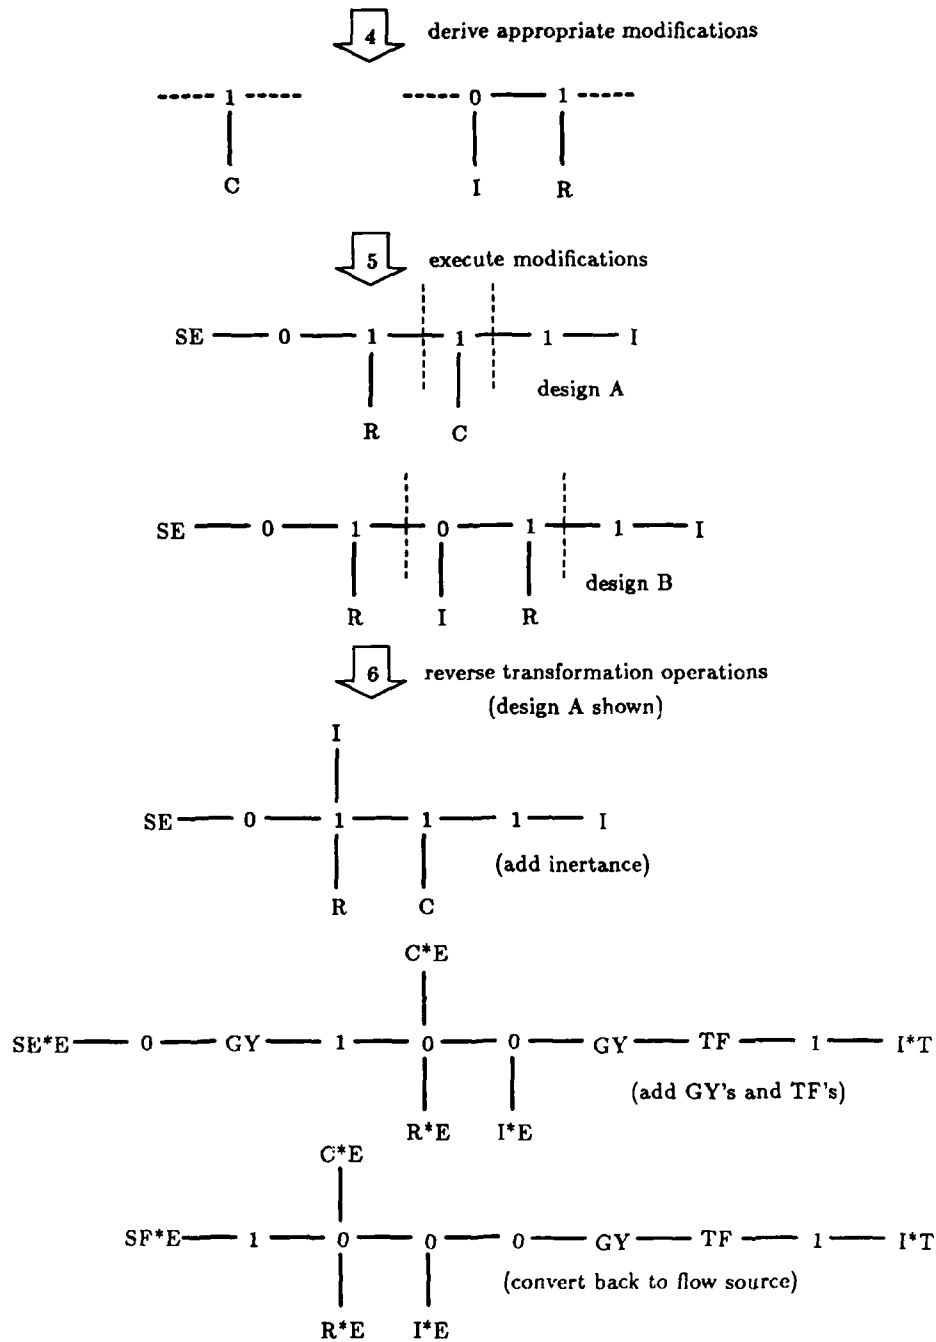 4 derive appropriate modifications
1 0 1
C I R
5 execute modifications
SE 0 1 1 1 I
design A
R C
SE 0 1 0 1 1 I
design B
R I R
6 reverse transformation operations
(design A shown)
I
SE 0 1 1 1 I
(add inertance)
R C
C*E
SE*E 0 GY 1 0 0 GY TF 1 I*T
(add GY's and TF's)
R*E I*E
C*E
SF*E 1 0 0 0 GY TF 1 I*T
(convert back to flow source)
R*E I*E